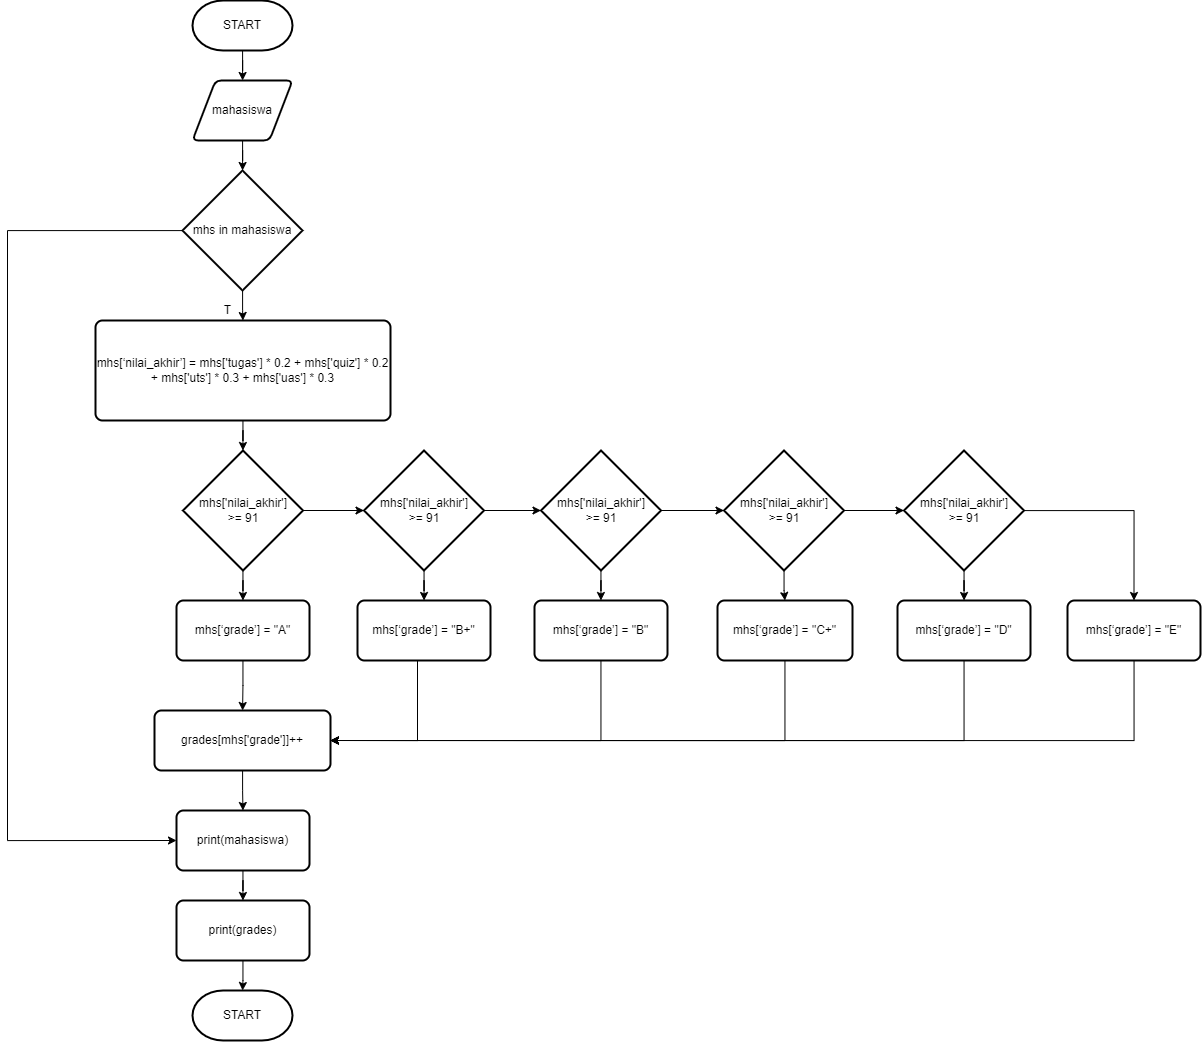 START
mahasiswa
mhs in mahasiswa
T
mhs[‘nilai_akhir’] = mhs['tugas'] * 0.2 + mhs['quiz'] * 0.2
+ mhs['uts'] * 0.3 + mhs['uas'] * 0.3
mhs['nilai_akhir']
>= 91
mhs['nilai_akhir']
>= 91
mhs['nilai_akhir']
>= 91
mhs['nilai_akhir']
>= 91
mhs['nilai_akhir']
>= 91
mhs[‘grade’] = "A"
mhs[‘grade’] = "B+"
mhs[‘grade’] = "B"
mhs[‘grade’] = "C+"
mhs[‘grade’] = "D"
mhs[‘grade’] = "E"
grades[mhs['grade']]++
print(mahasiswa)
print(grades)
START